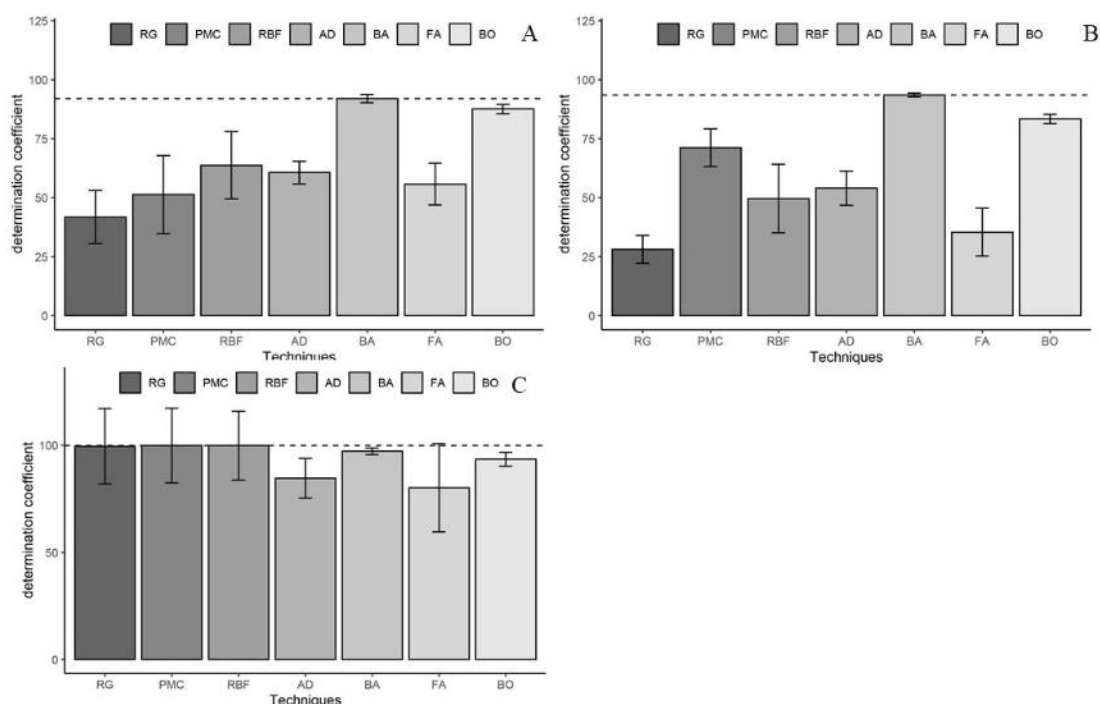 RG PMC RBF AD BA FA BO A
125
100
75
50
25
0
determination coefficient
RG PMC RBF AD BA FA BO
Techniques
RG PMC RBF AD BA FA BO B
125
100
75
50
25
0
determination coefficient
RG PMC RBF AD BA FA BO
Techniques
RG PMC RBF AD BA FA BO C
100
50
0
determination coefficient
RG PMC RBF AD BA FA BO
Techniques